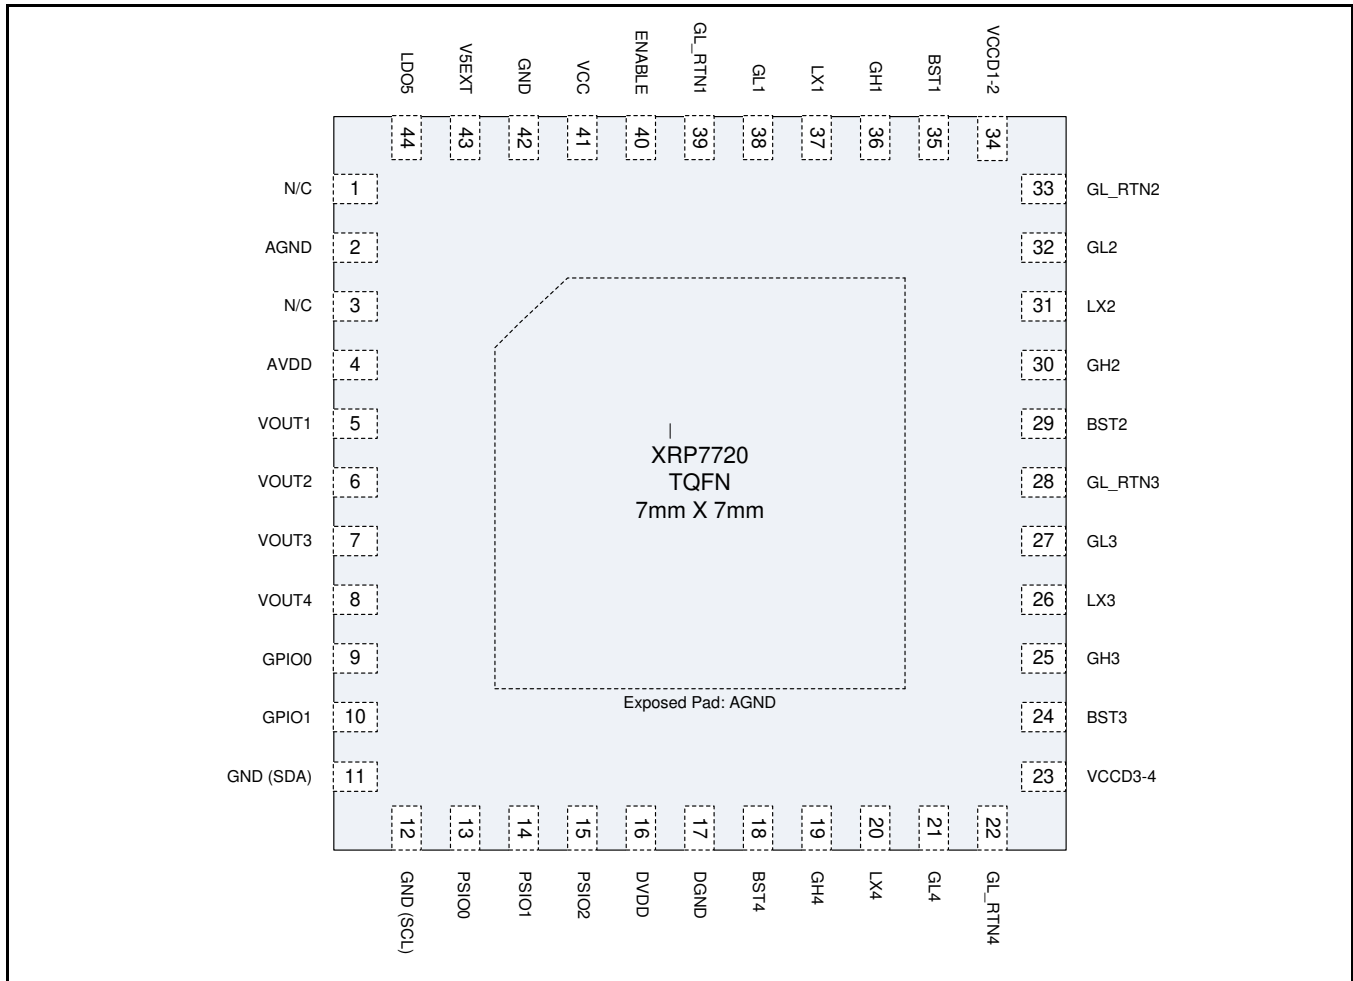 LDO5
V5EXT
GND
VCC
ENABLE
GL_RTN1
GL1
LX1
GH1
BST1
VCCD1-2
44
43
42
41
40
39
38
37
36
35
34
N/C 1
33 GL_RTN2
AGND 2
32 GL2
N/C 3
31 LX2
AVDD 4
30 GH2
VOUT1 5
29 BST2
XRP7720
TQFN
7mm X 7mm
VOUT2 6
28 GL_RTN3
VOUT3 7
27 GL3
VOUT4 8
26 LX3
GPIO0 9
25 GH3
Exposed Pad: AGND
GPIO1 10
24 BST3
GND (SDA) 11
23 VCCD3-4
12
13
14
15
16
17
18
19
20
21
22
GND (SCL)
PSIO0
PSIO1
PSIO2
DVDD
DGND
BST4
GH4
LX4
GL4
GL_RTN4